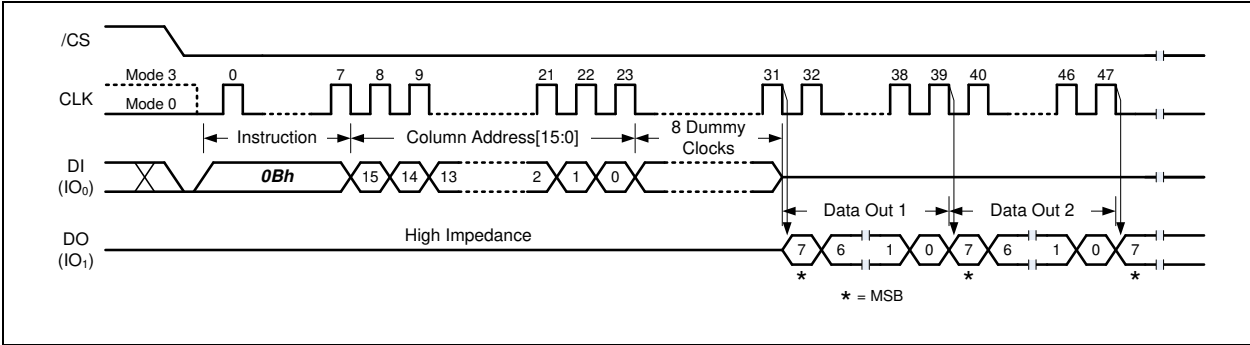 /CS
Mode 3 0 7 8 9 21 22 23 31 32 38 39 40 46 47
CLK Mode 0
Instruction Column Address[15:0] 8 Dummy
Clocks
DI
(IO0) 0Bh 15 14 13 2 1 0
Data Out 1 Data Out 2
High Impedance
DO
(IO1) 7 6 1 0 7 6 1 0 7
* * *
* = MSB